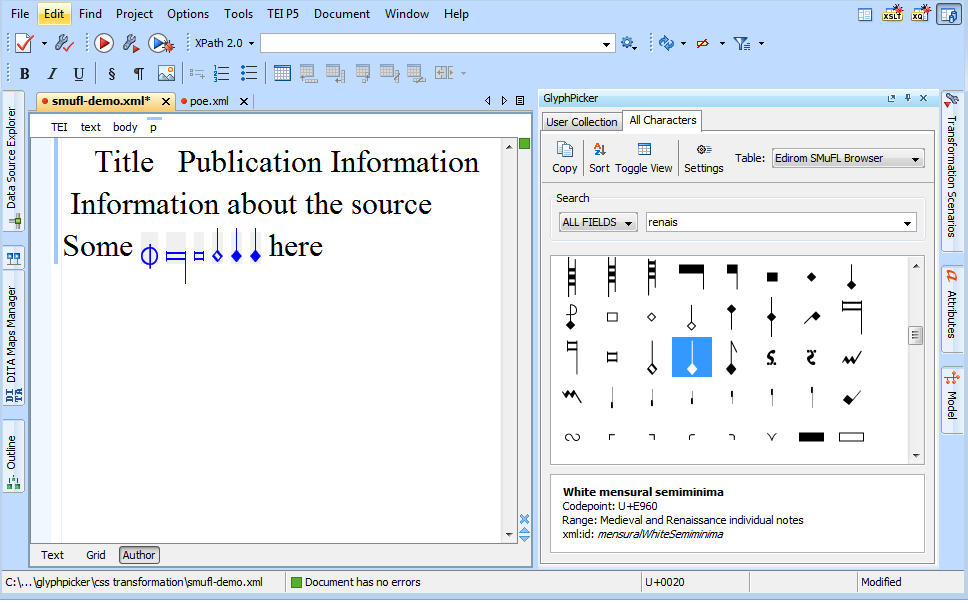 File Edit Find Project Options Tools TEI P5 Document Window Help
XSLT XQ
XPath 2.0
B I U § ¶
smufl-demo.xml* poe.xml
TEI text body p
Title Publication Information
Information about the source
Some here
Data Source Explorer
DITA Maps Manager
DI TA
Outline
Text Grid Author
GlyphPicker
User Collection All Characters
Copy Sort Toggle View Settings Table: Edirom SMuFL Browser
Search
ALL FIELDS renais
White mensural semiminima
Codepoint: U+E960
Range: Medieval and Renaissance individual notes
xml:id: mensuralWhiteSemiminima
Transformation Scenarios
Attributes
Model
C:\...\glyphpicker\css transformation\smufl-demo.xml Document has no errors U+0020 Modified